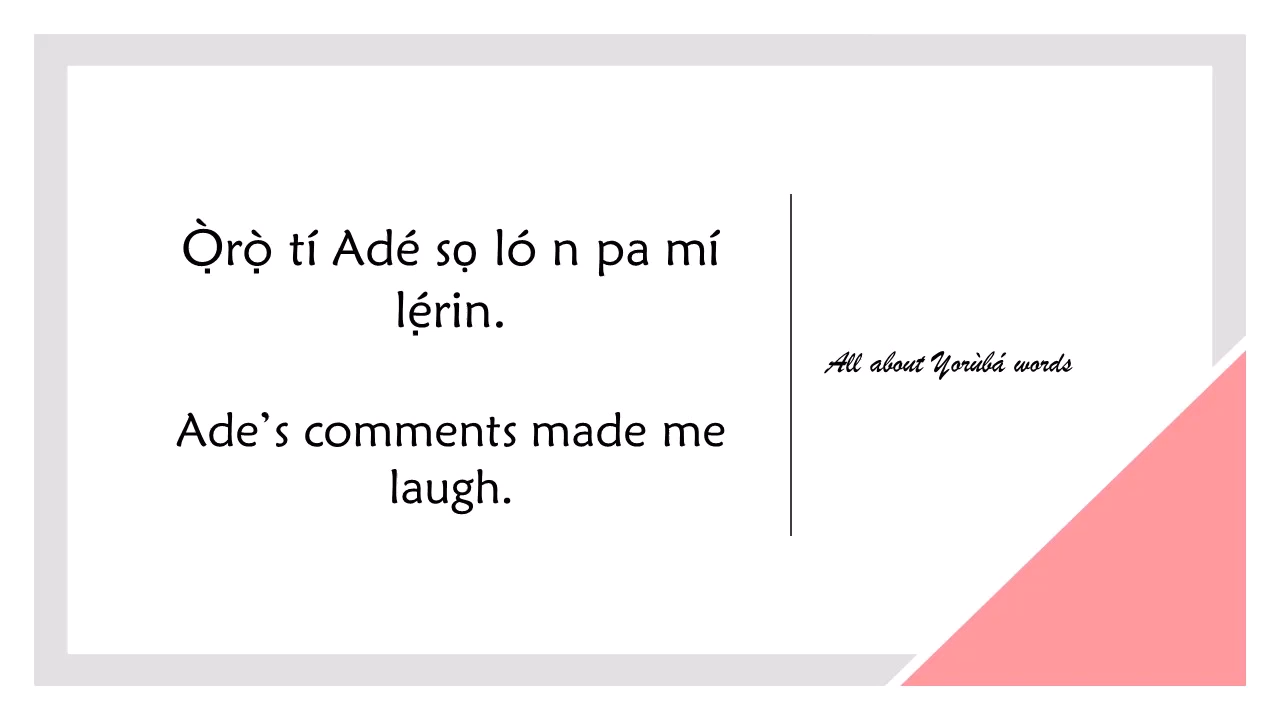 Ọ̀rọ̀ tí Adé sọ ló n pa mí
lẹ́rin.
Ade’s comments made me
laugh.
All about Yorùbá words